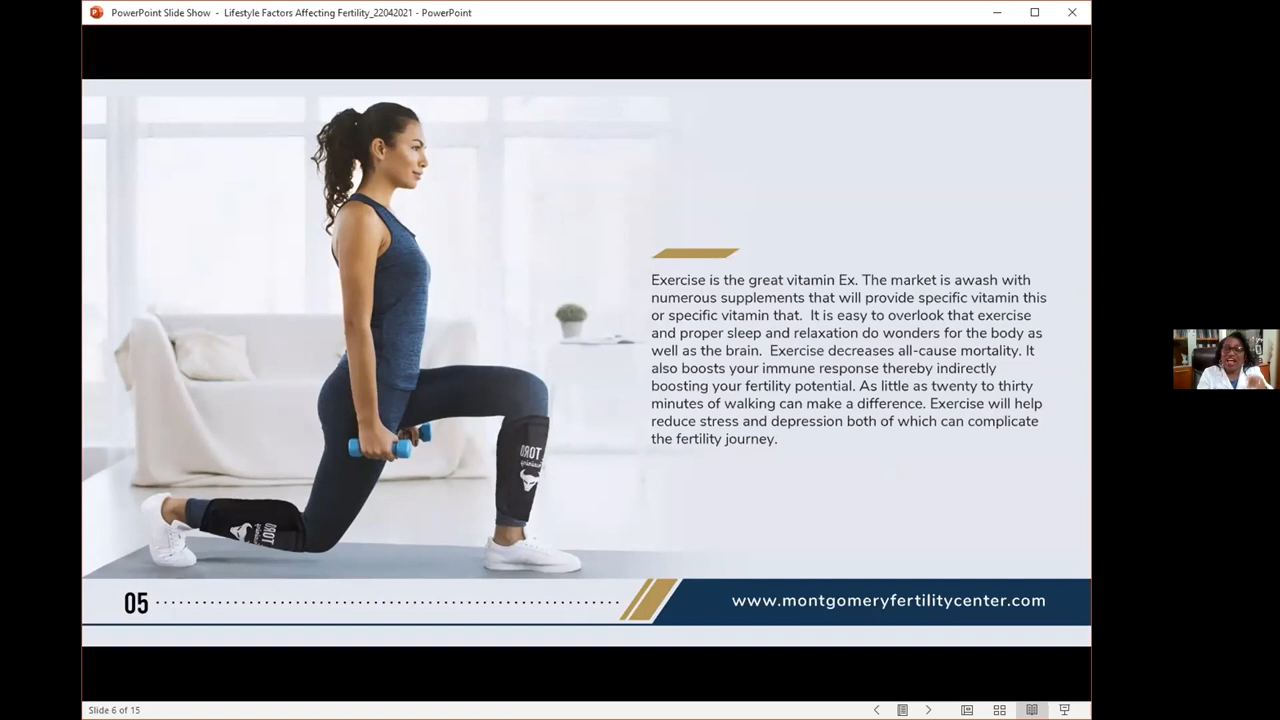 PowerPoint Slide Show - Lifestyle Factors Affecting Fertility_22042021 - PowerPoint
Exercise is the great vitamin Ex. The market is awash with
numerous supplements that will provide specific vitamin this
or specific vitamin that.  It is easy to overlook that exercise
and proper sleep and relaxation do wonders for the body as
well as the brain.  Exercise decreases all-cause mortality. It
also boosts your immune response thereby indirectly
boosting your fertility potential. As little as twenty to thirty
minutes of walking can make a difference. Exercise will help
reduce stress and depression both of which can complicate
the fertility journey.
TORO
TORO
05
www.montgomeryfertilitycenter.com
Slide 6 of 15